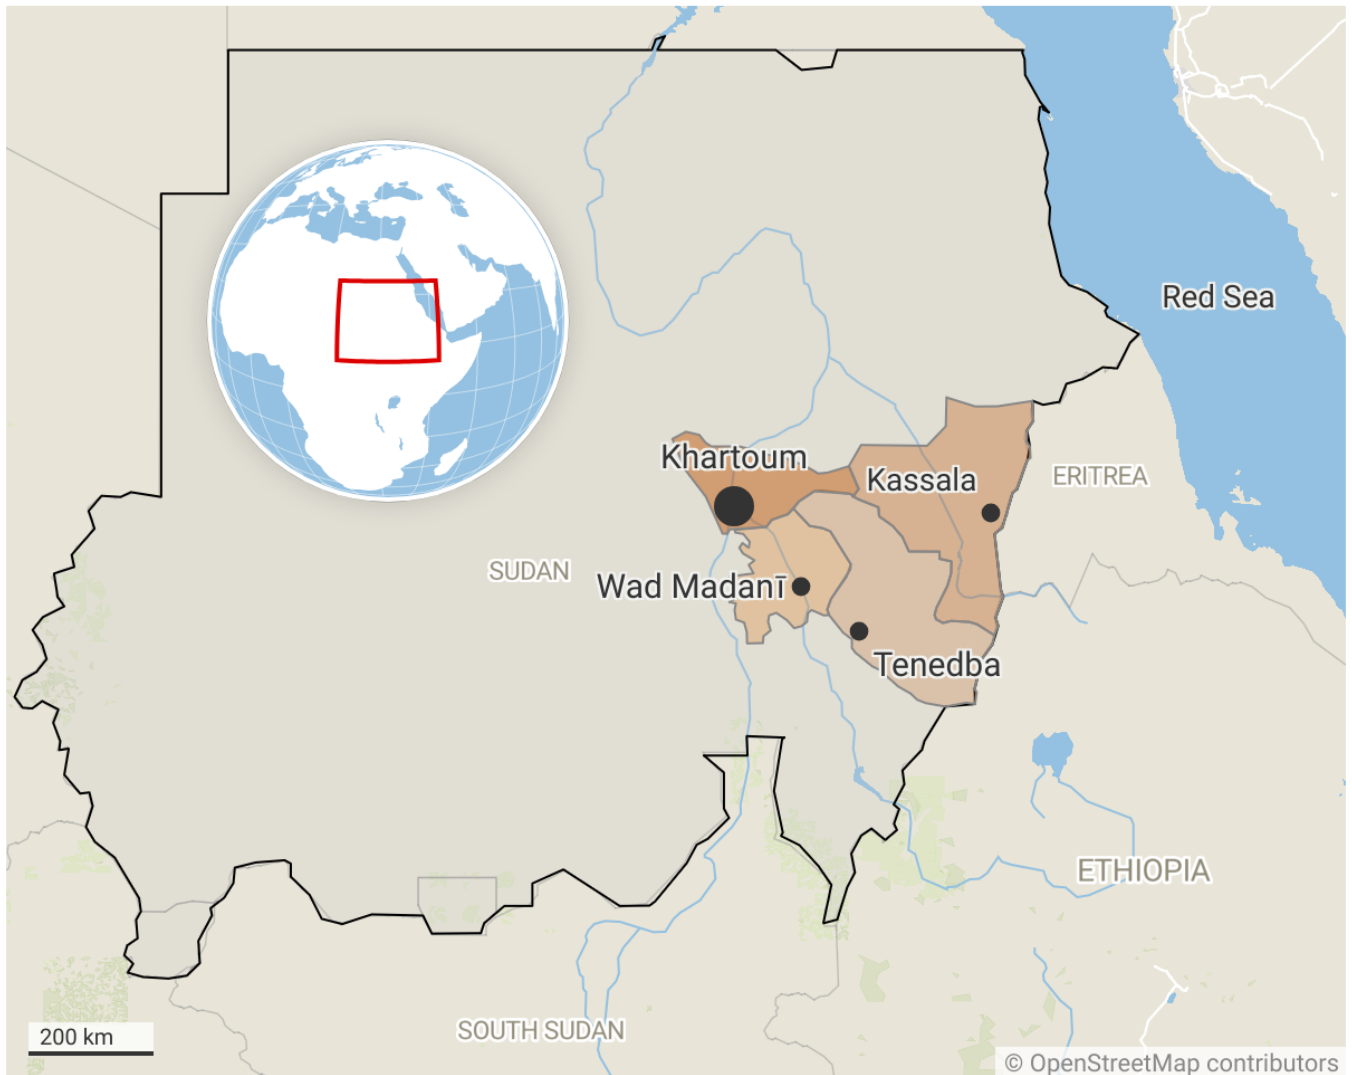 Red Sea
Khartoum
Kassala
ERITREA
SUDAN
Wad Madanī
Tenedba
ETHIOPIA
SOUTH SUDAN
200 km
© OpenStreetMap contributors